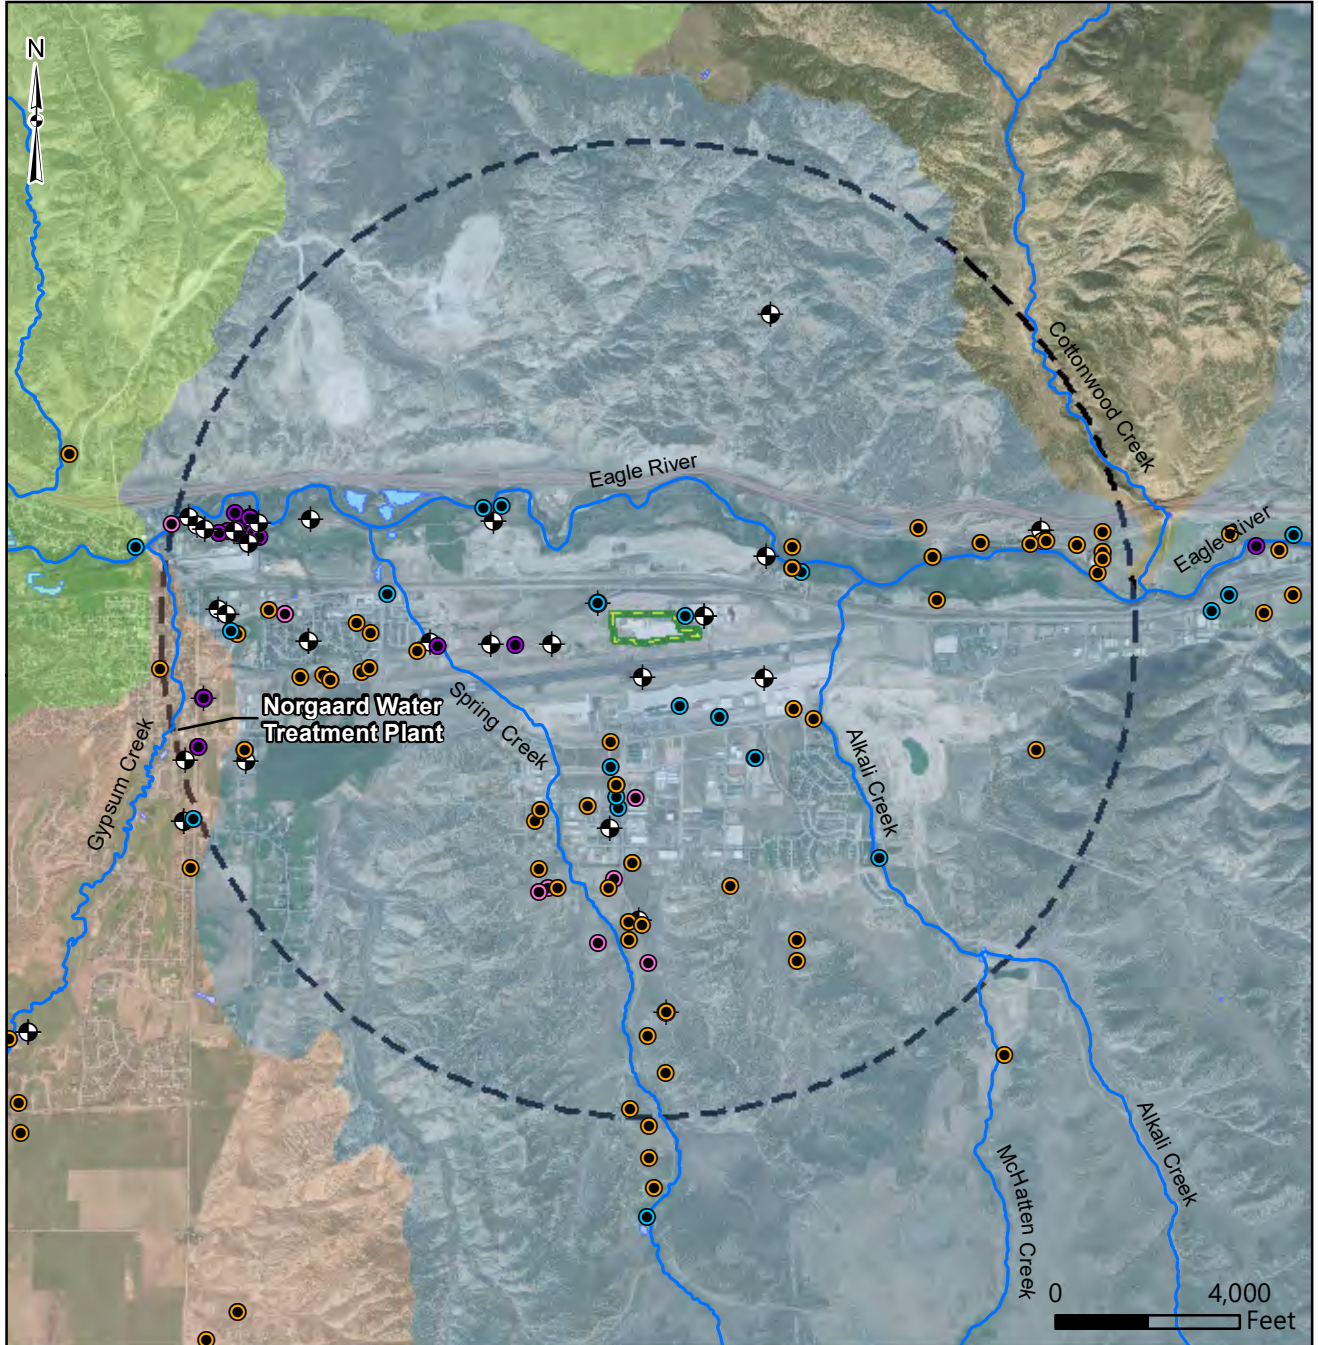 N
Eagle River
Cottonwood Creek
Eagle River
Norgaard Water
Treatment Plant
Spring Creek
Gypsum Creek
Alkali Creek
McHatten Creek
Alkali Creek
0 4,000
Feet